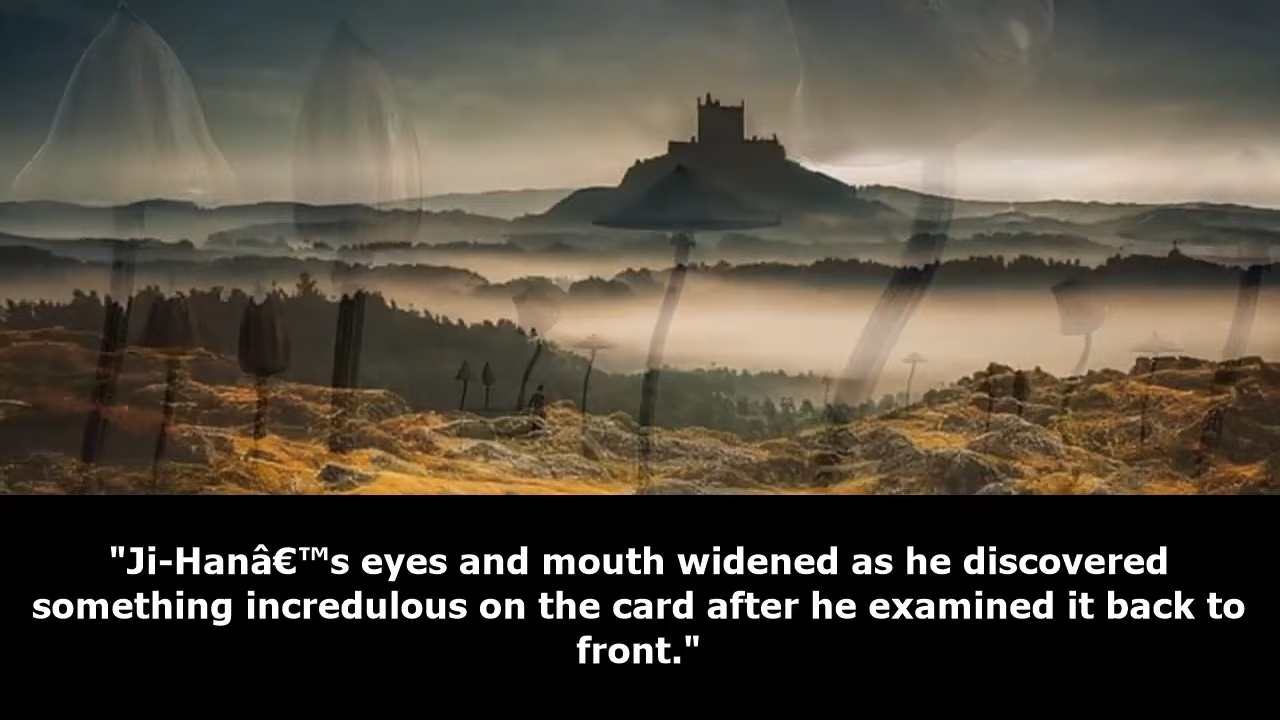 "Ji-Hanâ€™s eyes and mouth widened as he discovered
something incredulous on the card after he examined it back to
front."